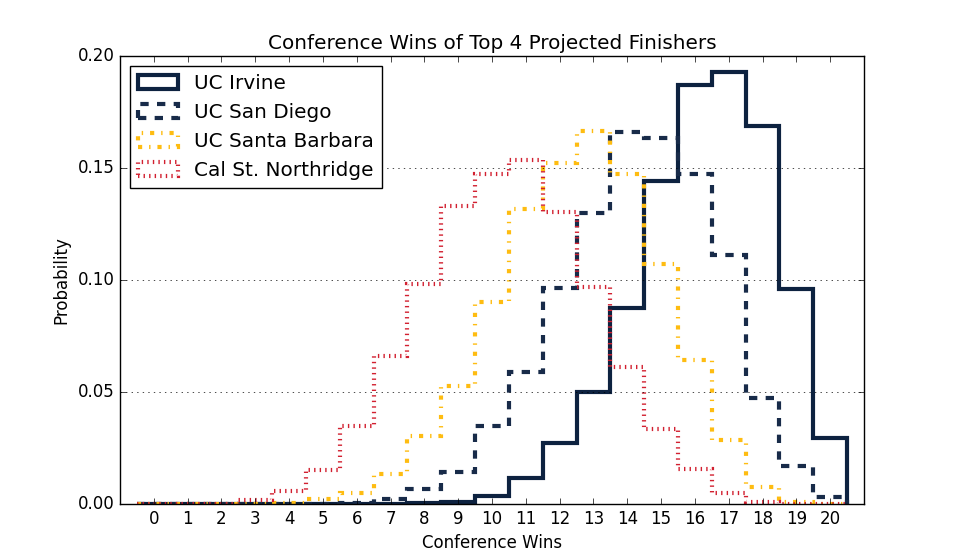 Conference Wins of Top 4 Projected Finishers
UC Irvine
UC San Diego
UC Santa Barbara
Cal St. Northridge
0.20
0.15
0.10
0.05
0.00
Probability
0 1 2 3 4 5 6 7 8 9 10 11 12 13 14 15 16 17 18 19 20
Conference Wins